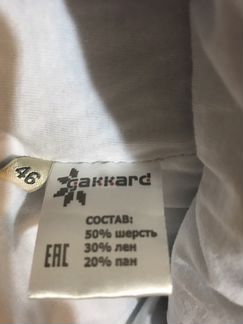 46
gakkard
СОСТАВ:
50% шерсть
30% лен
20% пан
ЕАС